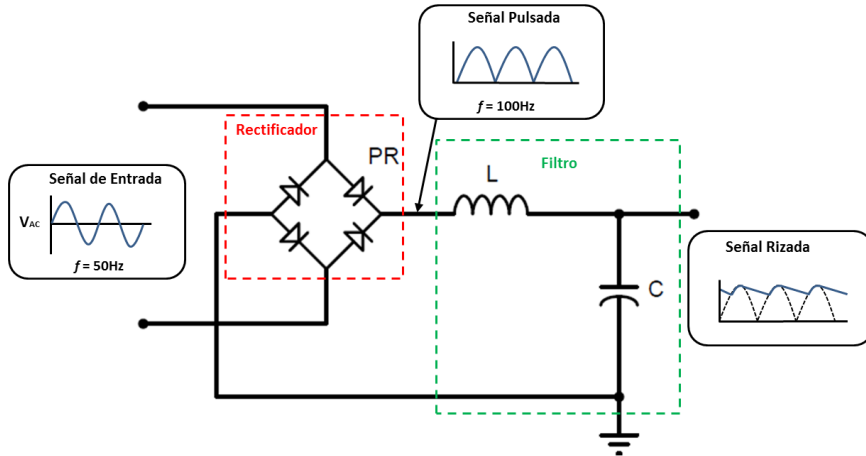 Señal Pulsada
f = 100Hz
Rectificador
PR
Filtro
L
Señal de Entrada
VAC
f = 50Hz
Señal Rizada
C